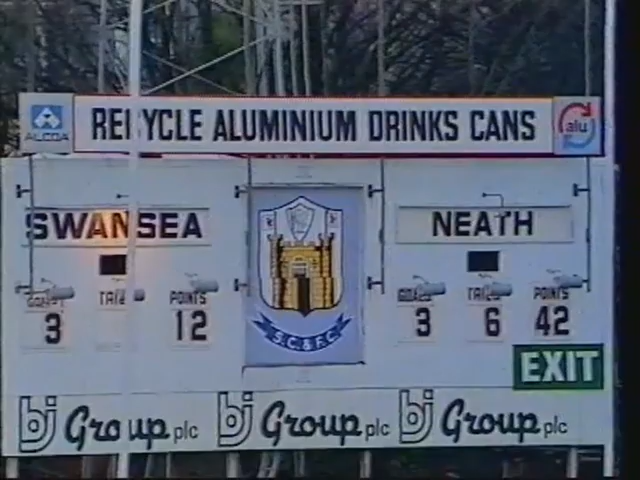 ALCOA
RECYCLE ALUMINIUM DRINKS CANS
alu
SWANSEA
NEATH
GOALS TRIES POINTS
3 12
GOALS TRIES POINTS
3 6 42
S.C.&F.C.
EXIT
bj Group plc bj Group plc bj Group plc